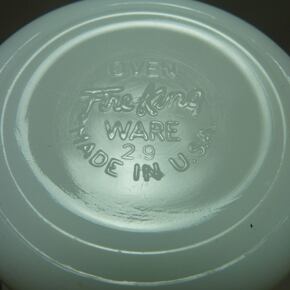 OVEN
Fire-King
WARE
29
MADE IN U.S.A.